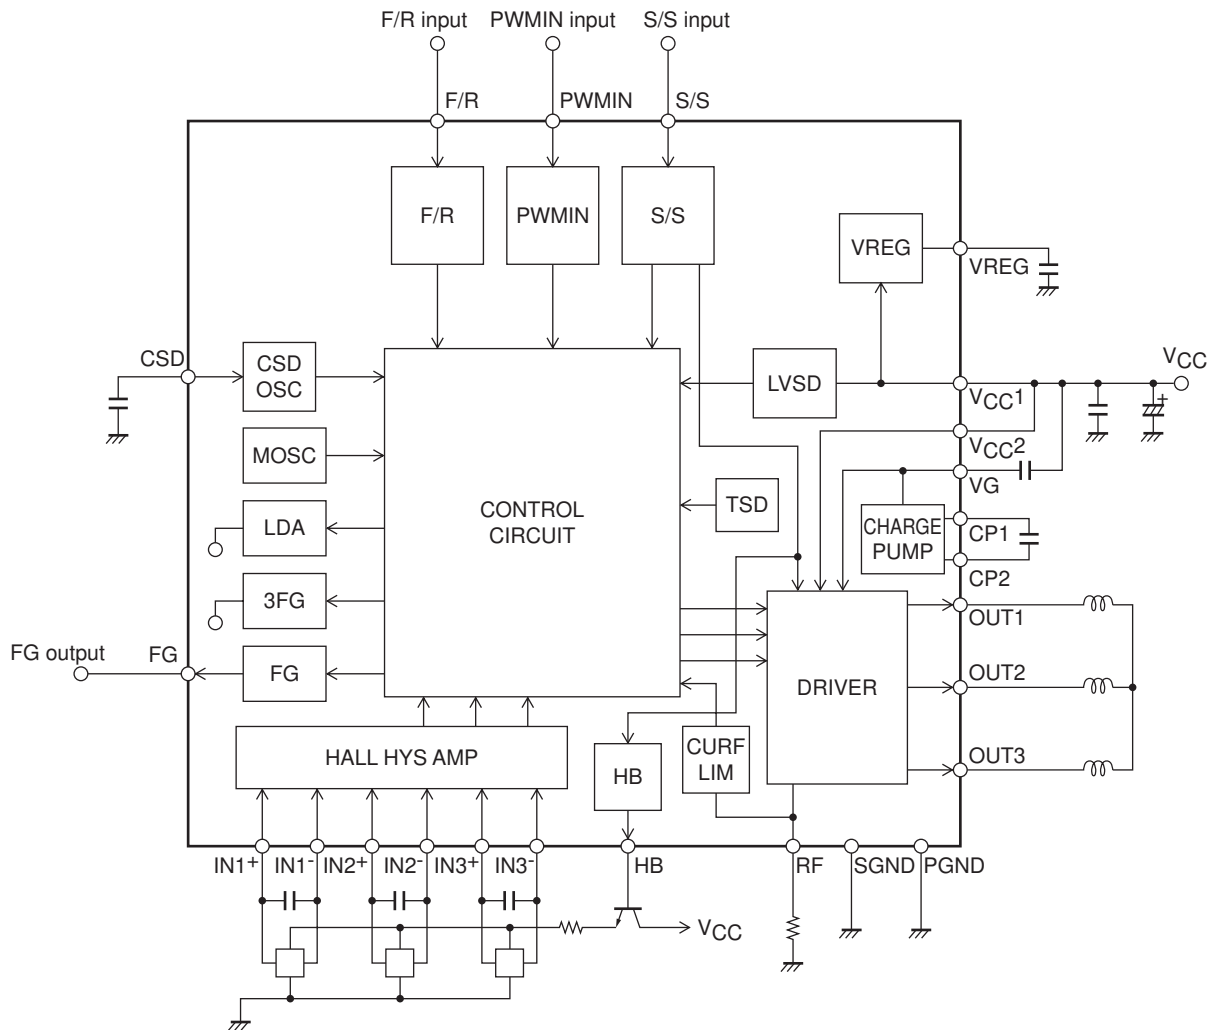 F/R input PWMIN input S/S input
F/R PWMIN S/S
F/R PWMIN S/S
VREG
VREG
CSD
CSD
OSC
LVSD
VCC
VCC1
VCC2
MOSC
VG
CONTROL
CIRCUIT
TSD
CHARGE
PUMP
CP1
CP2
LDA
3FG
OUT1
FG output
FG
FG
DRIVER
OUT2
HALL HYS AMP
HB
CURF
LIM
OUT3
IN1+ IN1- IN2+ IN2- IN3+ IN3- HB RF SGND PGND
VCC
+